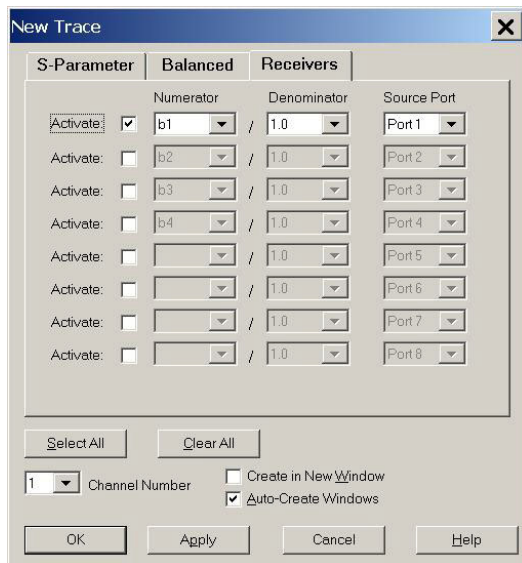 New Trace
S-Parameter Balanced Receivers
Numerator Denominator Source Port
Activate: b1 / 1.0 Port 1
Activate: b2 / 1.0 Port 2
Activate: b3 / 1.0 Port 3
Activate: b4 / 1.0 Port 4
Activate: / 1.0 Port 5
Activate: / 1.0 Port 6
Activate: / 1.0 Port 7
Activate: / 1.0 Port 8
Select All Clear All
1 Channel Number
Create in New Window
Auto-Create Windows
OK Apply Cancel Help